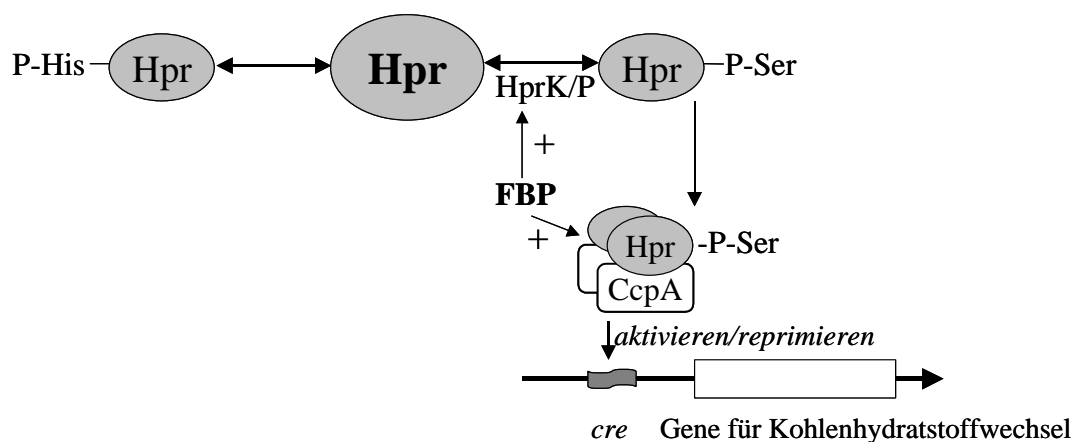 P-His Hpr Hpr Hpr P-Ser
HprK/P
+
FBP
+
Hpr -P-Ser
CcpA
aktivieren/reprimieren
cre Gene für Kohlenhydratstoffwechsel